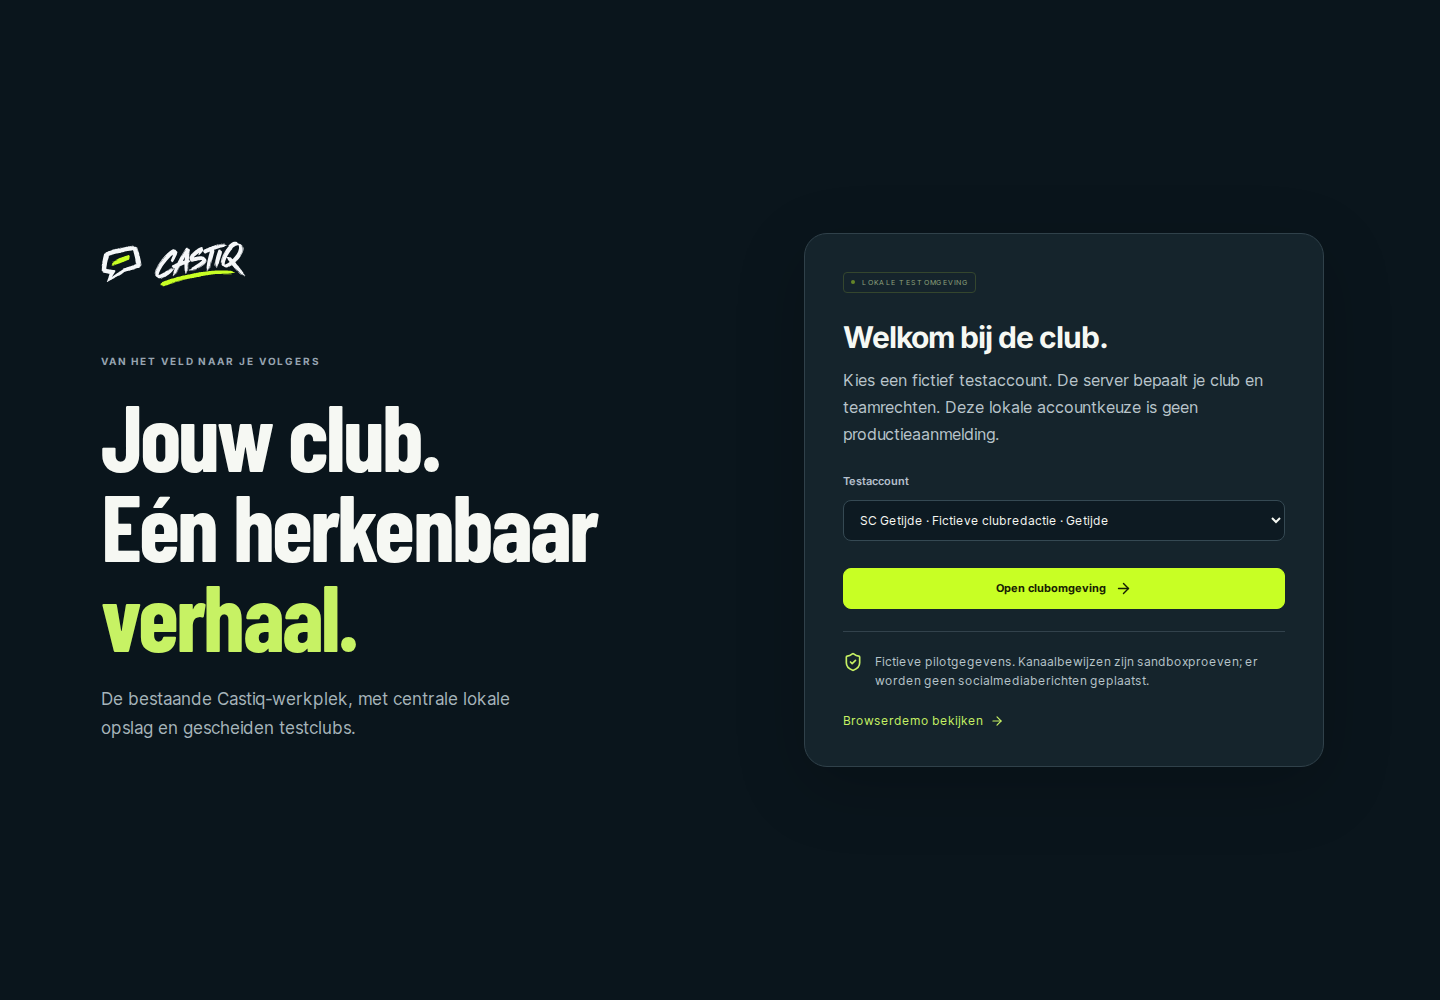 CASTIQ
VAN HET VELD NAAR JE VOLGERS
Jouw club.
Eén herkenbaar
verhaal.
De bestaande Castiq-werkplek, met centrale lokale
opslag en gescheiden testclubs.
LOKALE TESTOMGEVING
Welkom bij de club.
Kies een fictief testaccount. De server bepaalt je club en
teamrechten. Deze lokale accountkeuze is geen
productieaanmelding.
Testaccount
SC Getijde · Fictieve clubredactie · Getijde
Open clubomgeving
Fictieve pilotgegevens. Kanaalbewijzen zijn sandboxproeven; er
worden geen socialmediaberichten geplaatst.
Browserdemo bekijken